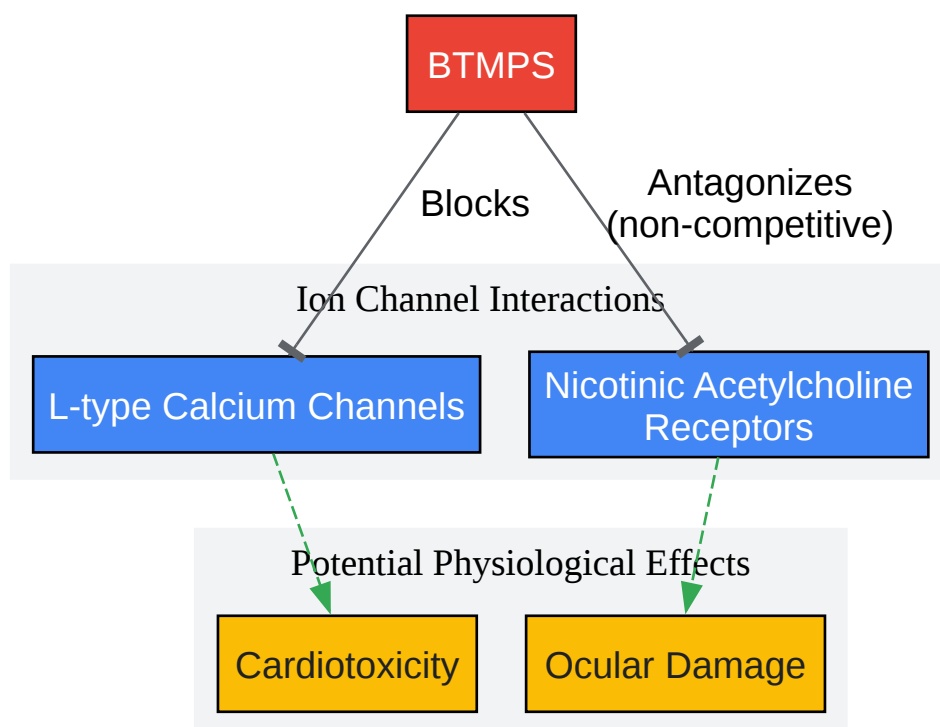 BTMPS
Blocks
Antagonizes
(non-competitive)
Ion Channel Interactions
L-type Calcium Channels
Nicotinic Acetylcholine
Receptors
Potential Physiological Effects
Cardiotoxicity
Ocular Damage